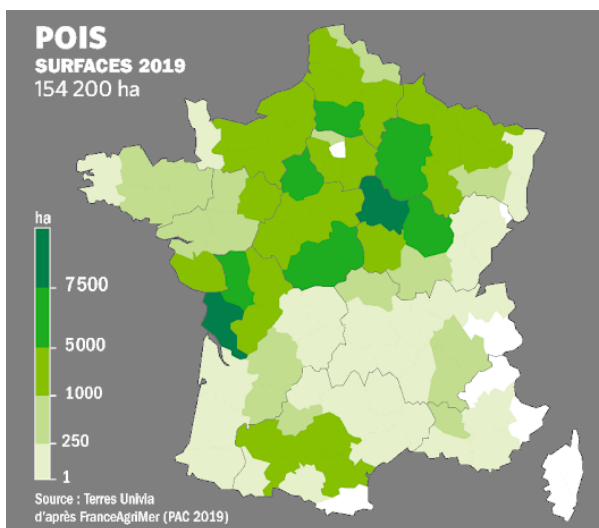 POIS
SURFACES 2019
154 200 ha
ha
7500
5000
1000
250
1
Source : Terres Univia
d'après FranceAgriMer (PAC 2019)